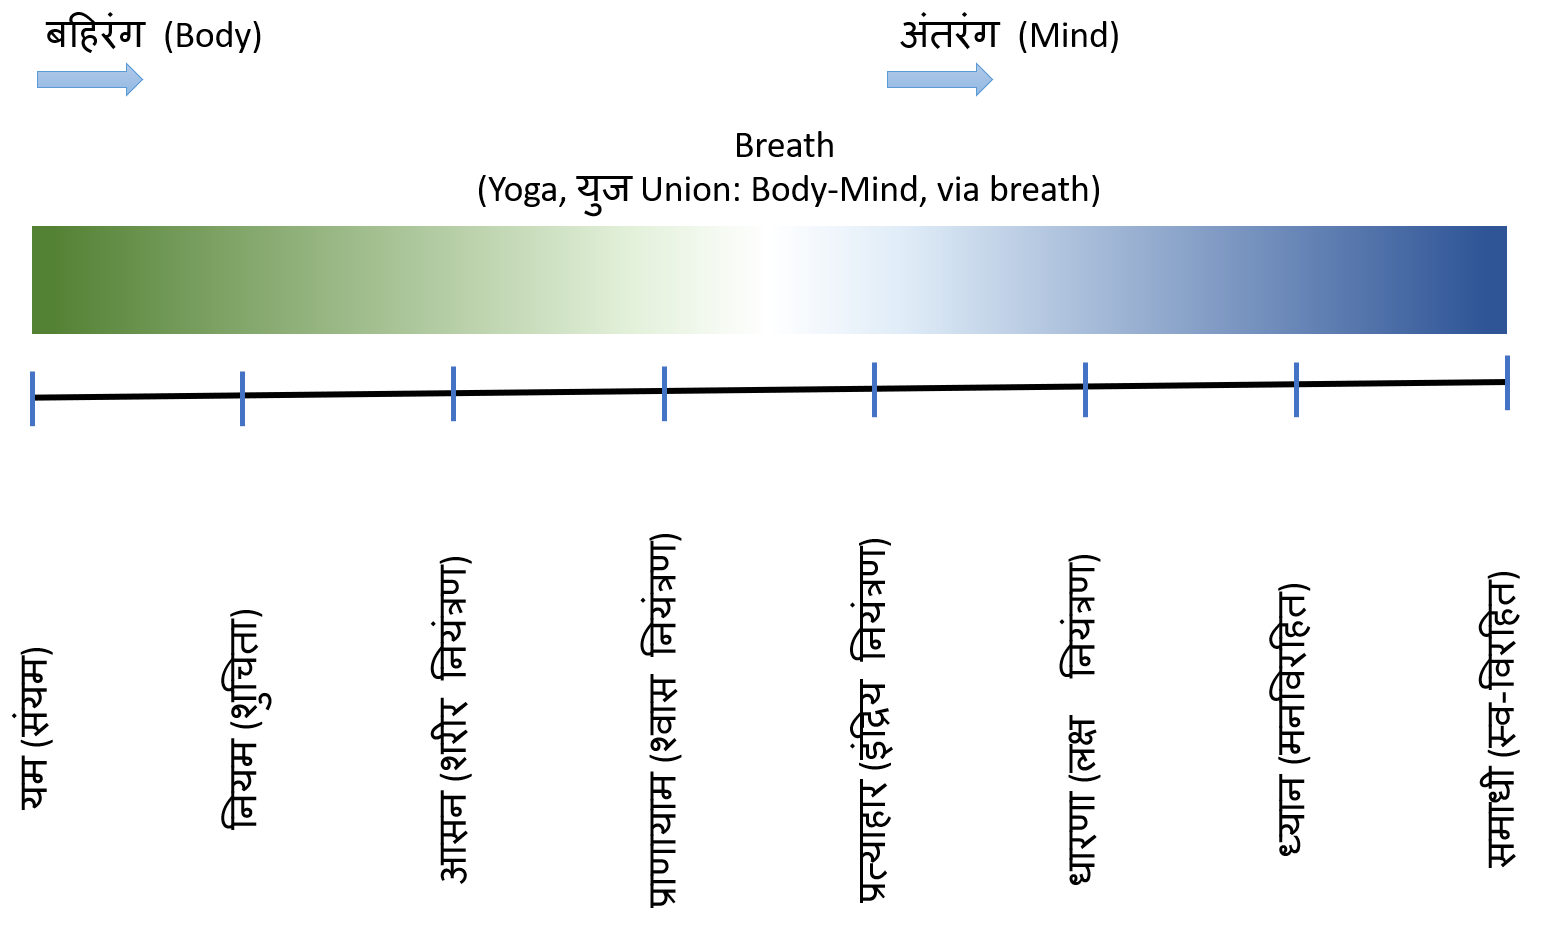 बहिरंग (Body)
अंतरंग (Mind)
Breath
(Yoga, युज Union: Body-Mind, via breath)
यम (संयम)
नियम (शुचिता)
आसन (शरीर नियंत्रण)
प्राणायाम (श्वास नियंत्रण)
प्रत्याहार (इंद्रिय नियंत्रण)
धारणा (लक्ष नियंत्रण)
ध्यान (मनविरहित)
समाधी (स्व-विरहित)